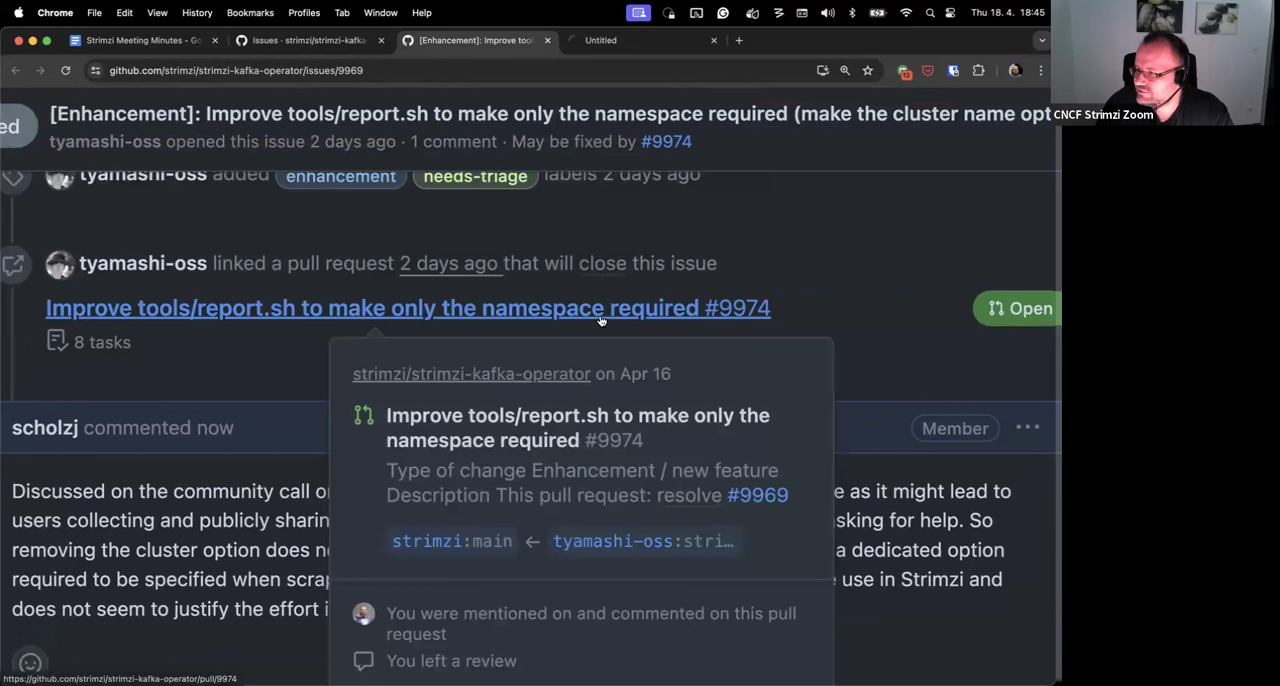 Chrome File Edit View History Bookmarks Profiles Tab Window Help Thu 18. 4. 18:45
Strimzi Meeting Minutes - Go Issues · strimzi/strimzi-kafka- [Enhancement]: Improve tool Untitled
github.com/strimzi/strimzi-kafka-operator/issues/9969
12
CNCF Strimzi Zoom
ed
[Enhancement]: Improve tools/report.sh to make only the namespace required (make the cluster name opt
tyamashi-oss opened this issue 2 days ago · 1 comment · May be fixed by #9974
tyamashi-oss added enhancement needs-triage labels 2 days ago
tyamashi-oss linked a pull request 2 days ago that will close this issue
Improve tools/report.sh to make only the namespace required #9974
Open
8 tasks
strimzi/strimzi-kafka-operator on Apr 16
Improve tools/report.sh to make only the
namespace required #9974
Type of change Enhancement / new feature
Description This pull request: resolve #9969
strimzi:main ← tyamashi-oss:stri…
You were mentioned on and commented on this pull
request
You left a review
scholzj commented now
Member
Discussed on the community call o e as it might lead to
users collecting and publicly sharin asking for help. So
removing the cluster option does n a dedicated option
required to be specified when scrap e use in Strimzi and
does not seem to justify the effort i
https://github.com/strimzi/strimzi-kafka-operator/pull/9974